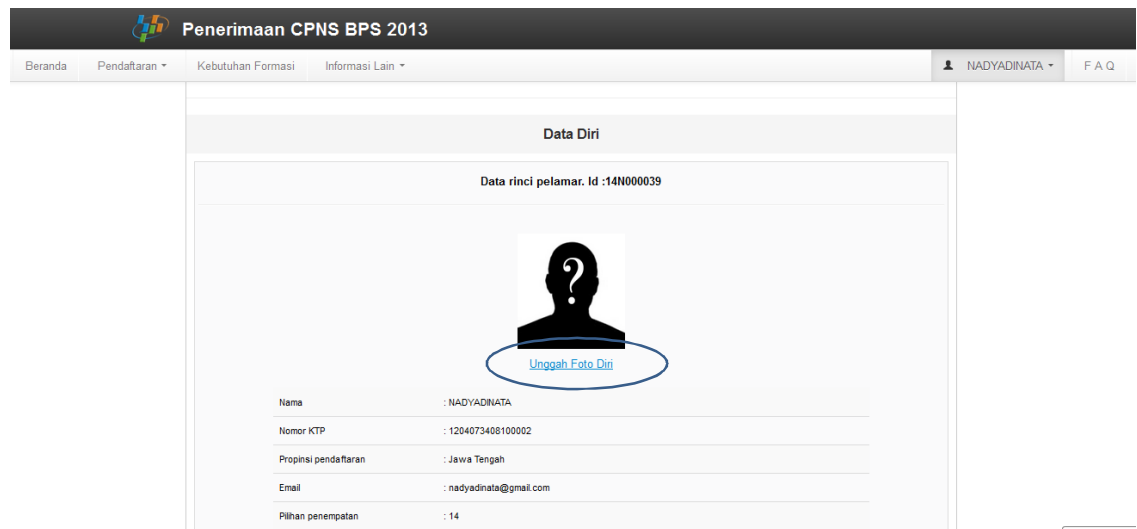 Penerimaan CPNS BPS 2013
Beranda Pendaftaran Kebutuhan Formasi Informasi Lain NADYADINATA F A Q
Data Diri
Data rinci pelamar. Id :14N000039
?
Unggah Foto Diri
Nama : NADYADINATA
Nomor KTP : 1204073408100002
Propinsi pendaftaran : Jawa Tengah
Email : nadyadinata@gmail.com
Pilihan penempatan : 14